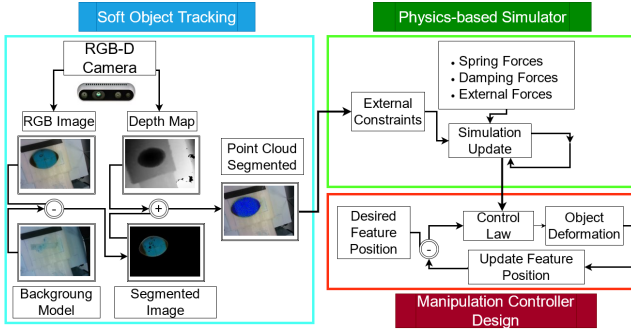 Soft Object Tracking
RGB-D
Camera
RGB Image
Depth Map
-
+
Backgroung
Model
Segmented
Image
Point Cloud
Segmented
Physics-based Simulator
External
Constraints
• Spring Forces
• Damping Forces
• External Forces
Simulation
Update
Desired
Feature
Position
-
Control
Law
Object
Deformation
Update Feature
Position
Manipulation Controller
Design